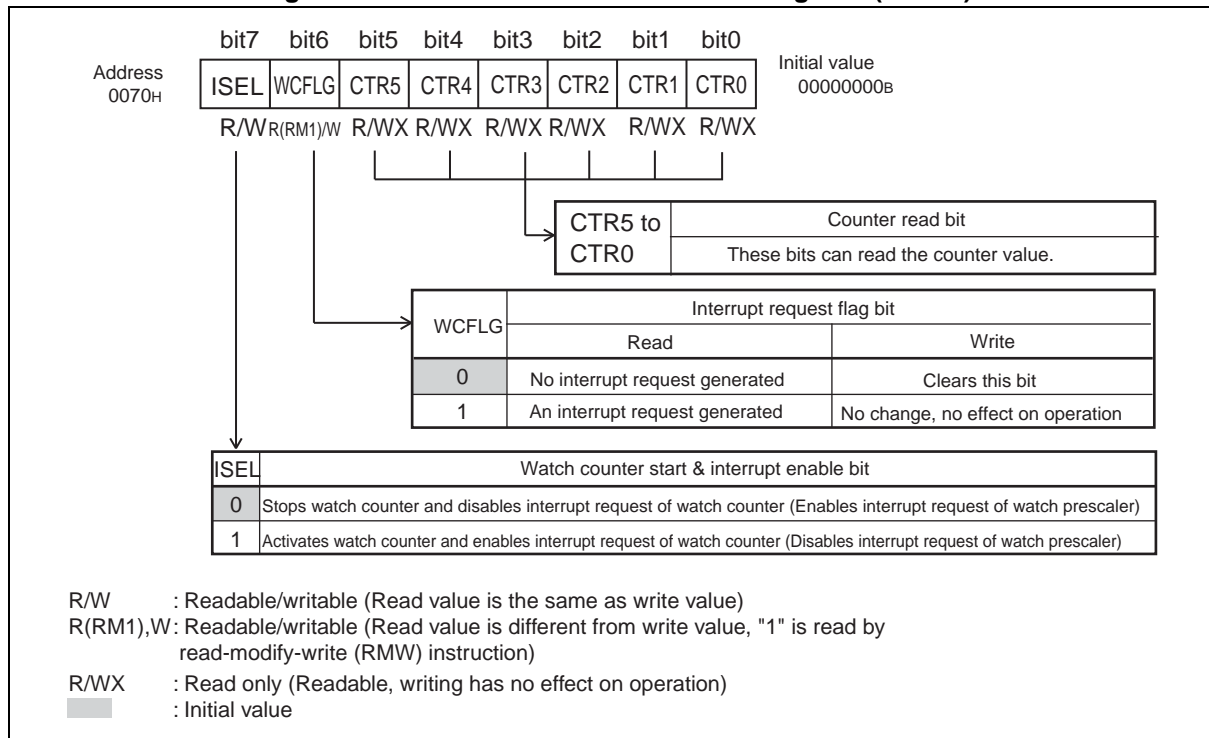 bit7 bit6 bit5 bit4 bit3 bit2 bit1 bit0
Address
0070H
ISEL WCFLG CTR5 CTR4 CTR3 CTR2 CTR1 CTR0
Initial value
00000000B
R/W R(RM1)/W R/WX R/WX R/WX R/WX R/WX R/WX
CTR5 to
CTR0
Counter read bit
These bits can read the counter value.
WCFLG
Interrupt request flag bit
Read Write
0 No interrupt request generated Clears this bit
1 An interrupt request generated No change, no effect on operation
ISEL Watch counter start & interrupt enable bit
0 Stops watch counter and disables interrupt request of watch counter (Enables interrupt request of watch prescaler)
1 Activates watch counter and enables interrupt request of watch counter (Disables interrupt request of watch prescaler)
R/W : Readable/writable (Read value is the same as write value)
R(RM1),W : Readable/writable (Read value is different from write value, "1" is read by
read-modify-write (RMW) instruction)
R/WX : Read only (Readable, writing has no effect on operation)
: Initial value